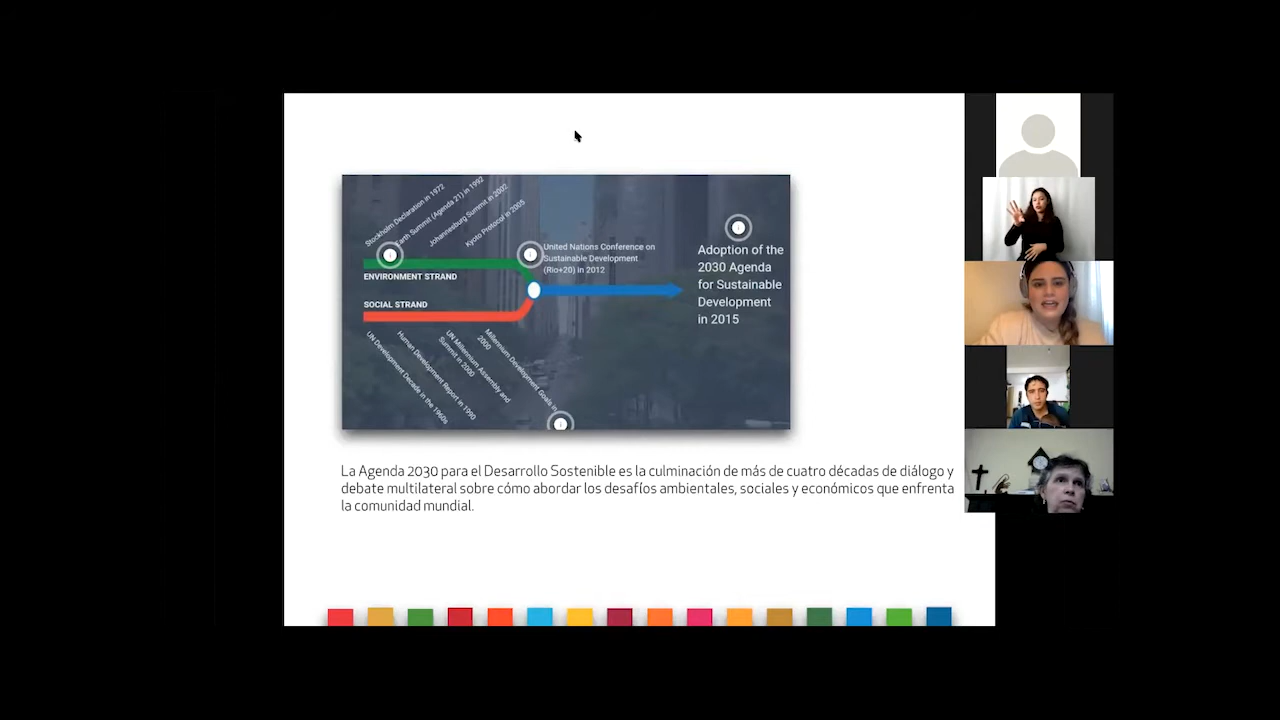 Stockholm Declaration in 1972
Earth Summit (Agenda 21) in 1992
Johannesburg Summit in 2002
Kyoto Protocol in 2005
ENVIRONMENT STRAND
SOCIAL STRAND
UN Development Decade in the 1960s
Human Development Report in 1990
UN Millennium Assembly and
Summit in 2000
Millennium Development Goals in
2000
United Nations Conference on
Sustainable Development
(Rio+20) in 2012
Adoption of the
2030 Agenda
for Sustainable
Development
in 2015
La Agenda 2030 para el Desarrollo Sostenible es la culminación de más de cuatro décadas de diálogo y
debate multilateral sobre cómo abordar los desafíos ambientales, sociales y económicos que enfrenta
la comunidad mundial.